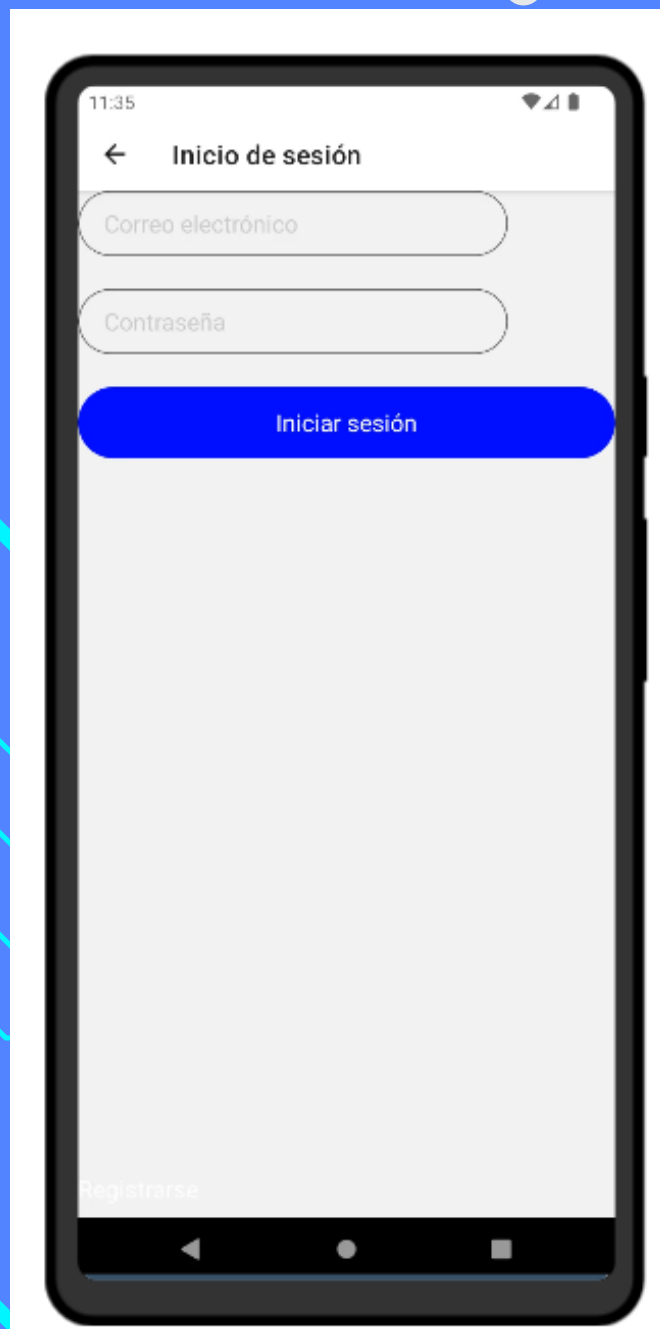 11:35
Inicio de sesión
Correo electrónico
Contraseña
Iniciar sesión
Registrarse